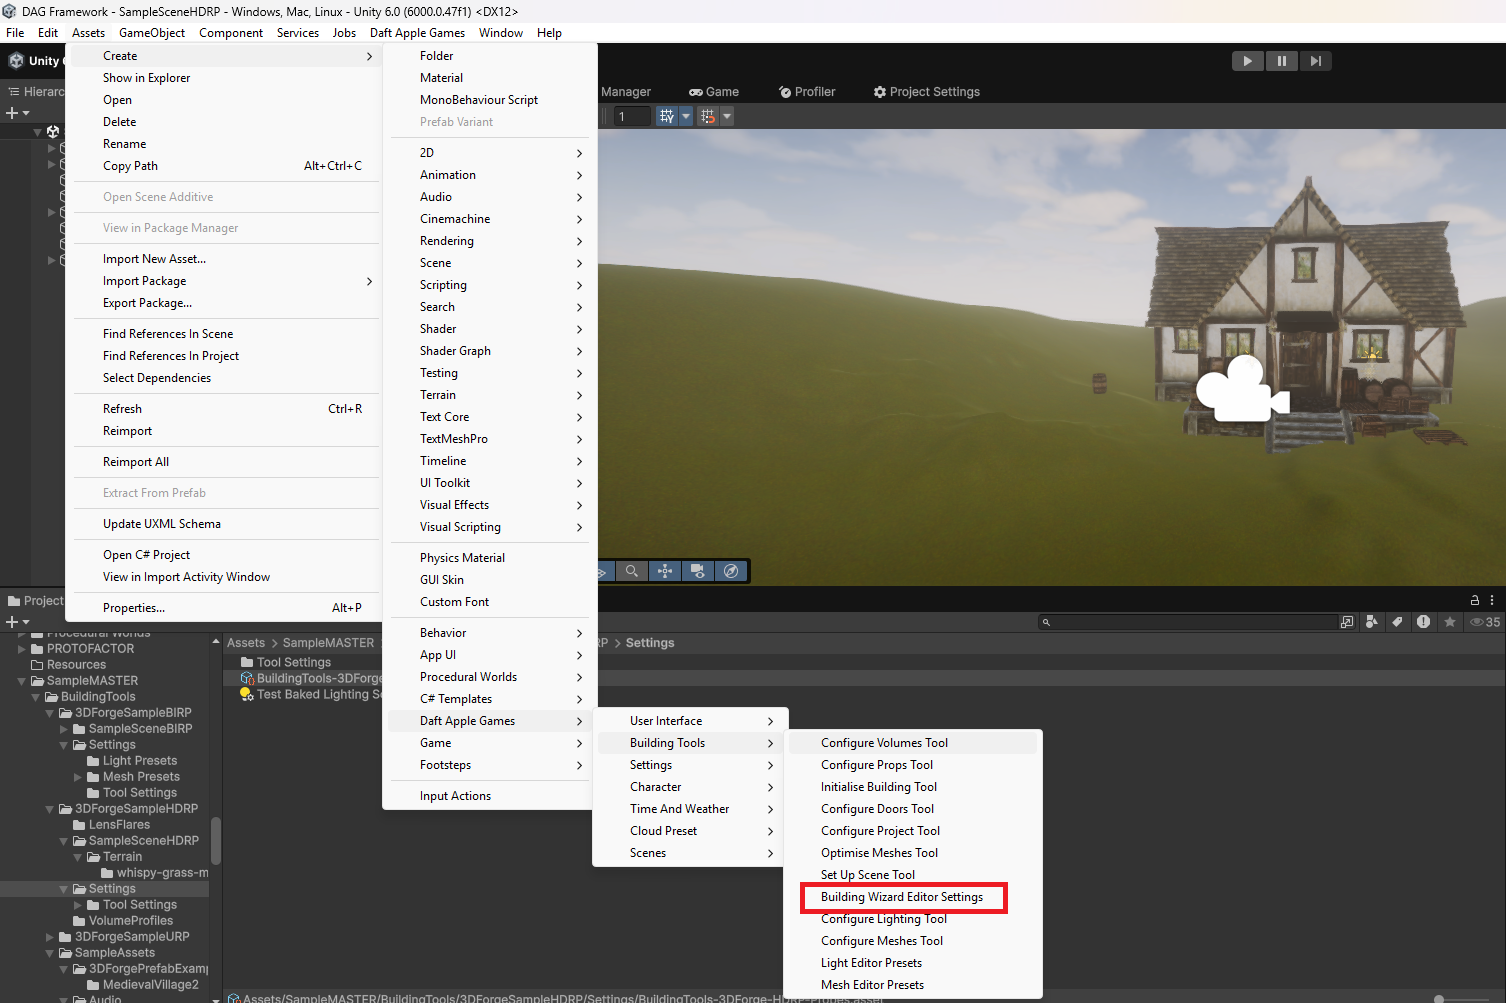 DAG Framework - SampleSceneHDRP - Windows, Mac, Linux - Unity 6.0 (6000.0.47f1) <DX12>
File Edit Assets GameObject Component Services Jobs Daft Apple Games Window Help
Unity
Hierarc
Manager Game Profiler Project Settings
1
Create
Show in Explorer
Open
Delete
Rename
Copy Path Alt+Ctrl+C
Open Scene Additive
View in Package Manager
Import New Asset...
Import Package
Export Package...
Find References In Scene
Find References In Project
Select Dependencies
Refresh Ctrl+R
Reimport
Reimport All
Extract From Prefab
Update UXML Schema
Open C# Project
View in Import Activity Window
Properties... Alt+P
Folder
Material
MonoBehaviour Script
Prefab Variant
2D
Animation
Audio
Cinemachine
Rendering
Scene
Scripting
Search
Shader
Shader Graph
Testing
Terrain
Text Core
TextMeshPro
Timeline
UI Toolkit
Visual Effects
Visual Scripting
Physics Material
GUI Skin
Custom Font
Behavior
App UI
Procedural Worlds
C# Templates
Daft Apple Games
Game
Footsteps
Input Actions
User Interface
Building Tools
Settings
Character
Time And Weather
Cloud Preset
Scenes
Configure Volumes Tool
Configure Props Tool
Initialise Building Tool
Configure Doors Tool
Configure Project Tool
Optimise Meshes Tool
Set Up Scene Tool
Building Wizard Editor Settings
Configure Lighting Tool
Configure Meshes Tool
Light Editor Presets
Mesh Editor Presets
Project
35
Procedural Worlds
PROTOFACTOR
Resources
SampleMASTER
BuildingTools
3DForgeSampleBIRP
SampleSceneBIRP
Settings
Light Presets
Mesh Presets
Tool Settings
3DForgeSampleHDRP
LensFlares
SampleSceneHDRP
Terrain
whispy-grass-m
Settings
Tool Settings
VolumeProfiles
3DForgeSampleURP
SampleAssets
3DForgePrefabExam
MedievalVillage2
Audio
Assets > SampleMASTER RP > Settings
Tool Settings
BuildingTools-3DForge
Test Baked Lighting Se
Assets/SampleMASTER/BuildingTools/3DForgeSampleHDRP/Settings/BuildingTools-3DForge-HDRP-Probes.asset